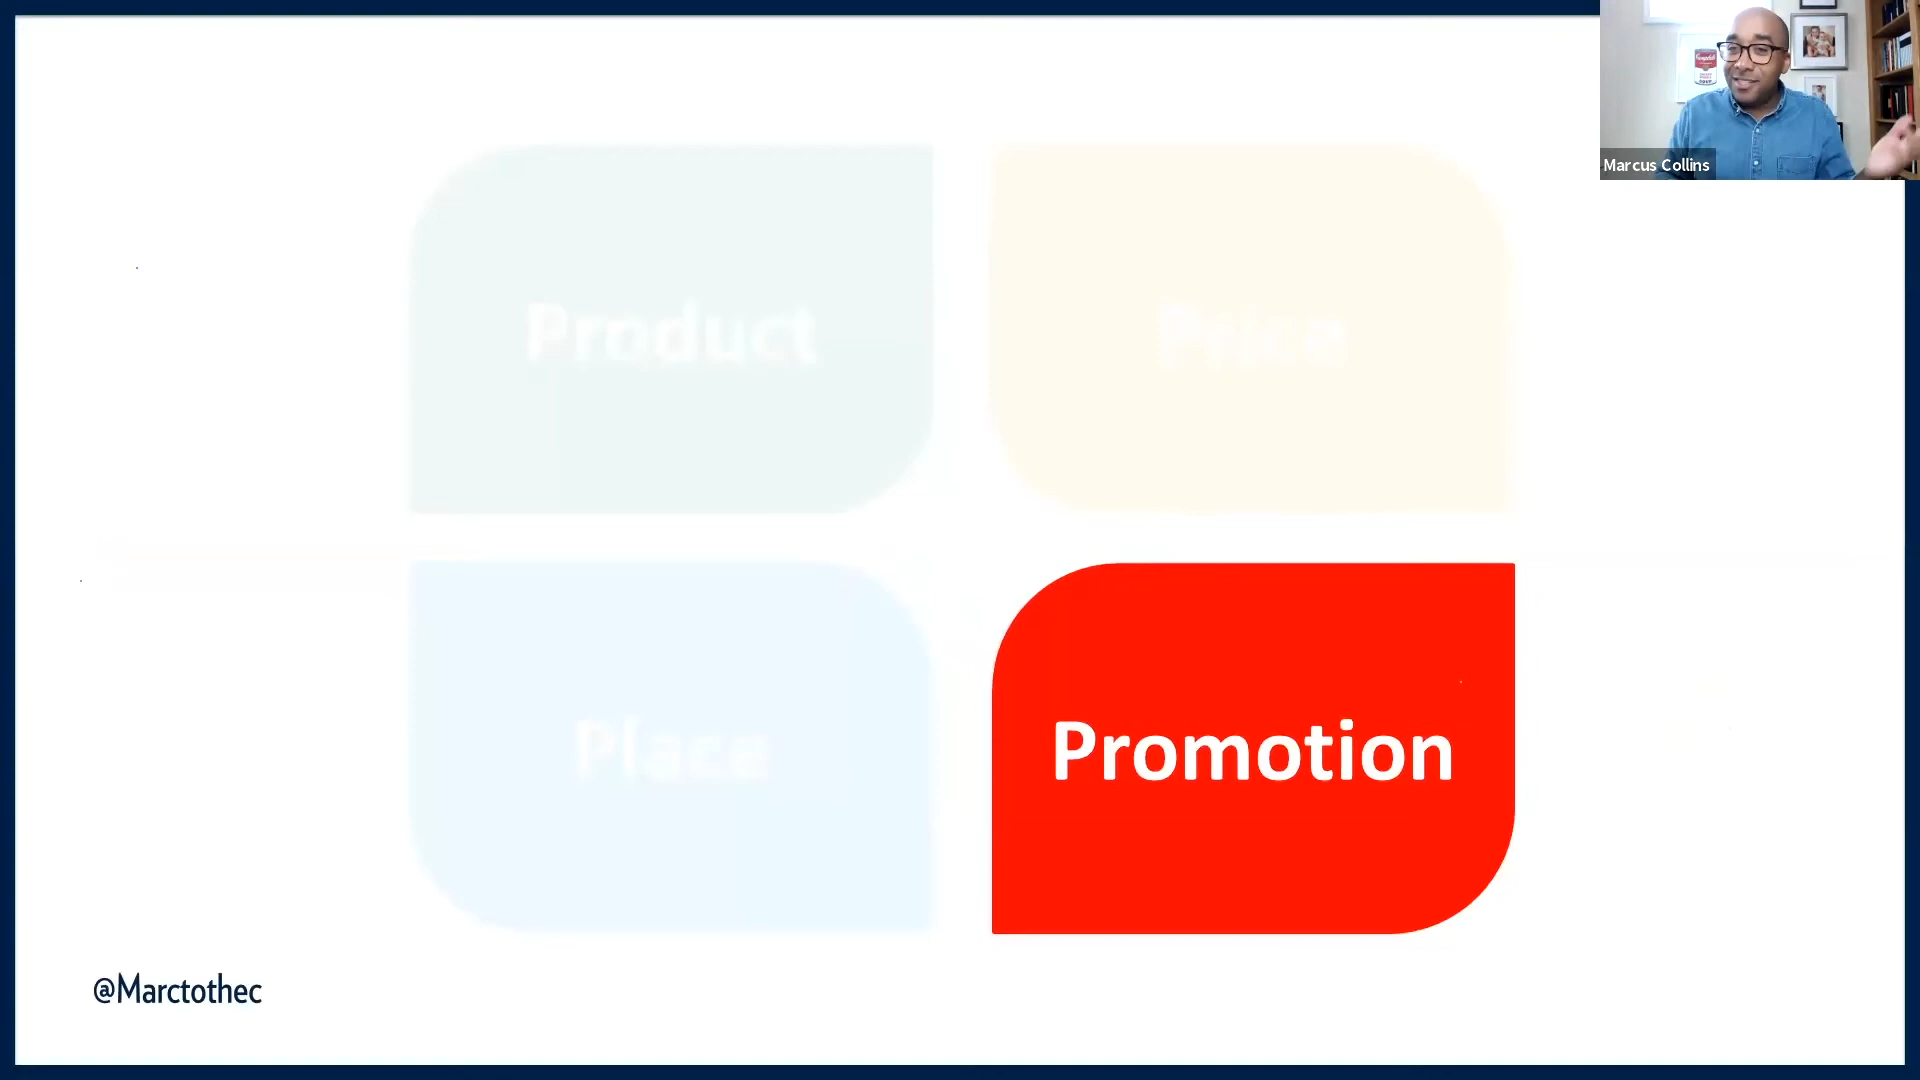 Marcus Collins
Product
Price
Place
Promotion
@Marctothec